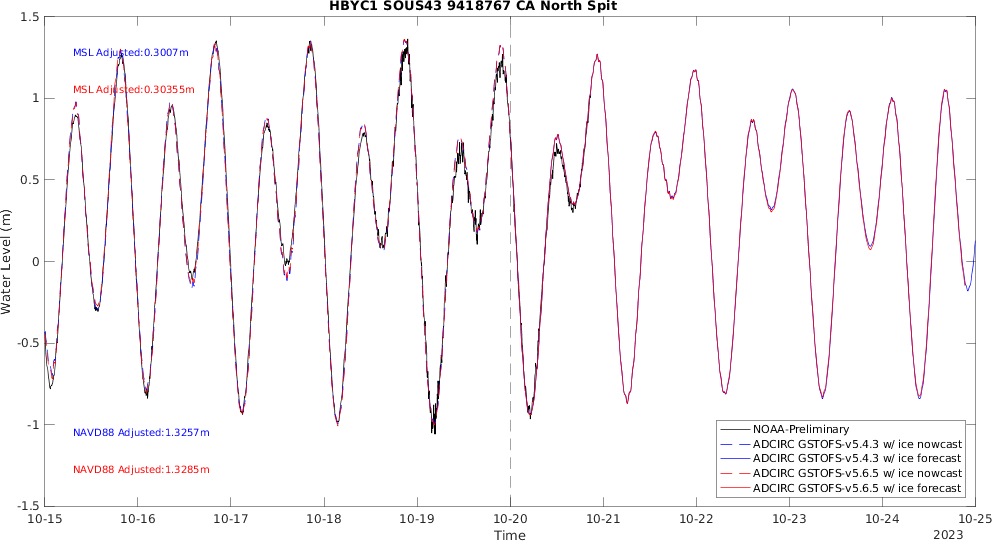 HBYC1 SOUS43 9418767 CA North Spit
1.5
1
0.5
0
-0.5
-1
-1.5
Water Level (m)
MSL Adjusted:0.3007m
MSL Adjusted:0.30355m
NAVD88 Adjusted:1.3257m
NAVD88 Adjusted:1.3285m
NOAA-Preliminary
ADCIRC GSTOFS-v5.4.3 w/ ice nowcast
ADCIRC GSTOFS-v5.4.3 w/ ice forecast
ADCIRC GSTOFS-v5.6.5 w/ ice nowcast
ADCIRC GSTOFS-v5.6.5 w/ ice forecast
10-15 10-16 10-17 10-18 10-19 10-20 10-21 10-22 10-23 10-24 10-25
Time
2023